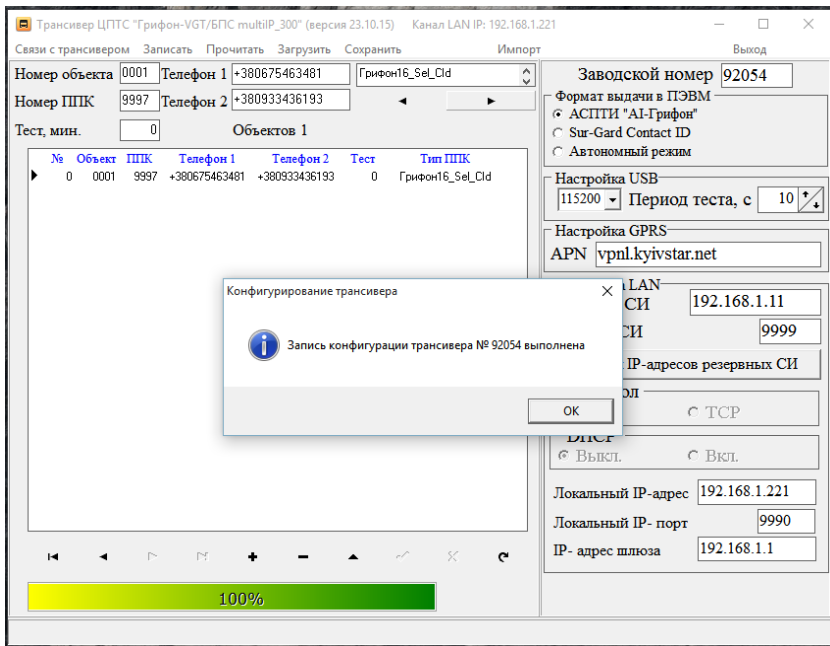 Трансивер ЦПТС "Грифон-VGT/БПС multiIP_300" (версия 23.10.15) Канал LAN IP: 192.168.1.221
Связи с трансивером Записать Прочитать Загрузить Сохранить Импорт Выход
Номер объекта 0001 Телефон 1 +380675463481 Грифон16_Sel_Cld
Номер ППК 9997 Телефон 2 +380933436193
Тест, мин. 0 Объектов 1
№ Объект ППК Телефон 1 Телефон 2 Тест Тип ППК
0 0001 9997 +380675463481 +380933436193 0 Грифон16_Sel_Cld
100%
Заводской номер 92054
Формат выдачи в ПЭВМ
АСПТИ "АІ-Грифон"
Sur-Gard Contact ID
Автономный режим
Настройка USB
115200 Период теста, с 10
Настройка GPRS
APN vpnl.kyivstar.net
LAN
СИ 192.168.1.11
СИ 9999
IP-адресов резервных СИ
TCP
DHCP
Выкл. Вкл.
Локальный IP-адрес 192.168.1.221
Локальный IP- порт 9990
IP- адрес шлюза 192.168.1.1
Конфигурирование трансивера
Запись конфигурации трансивера № 92054 выполнена
OK